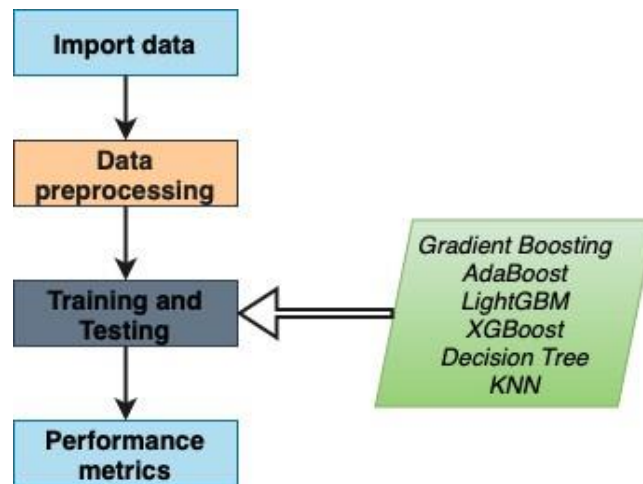 Import data
Data
preprocessing
Training and
Testing
Gradient Boosting
AdaBoost
LightGBM
XGBoost
Decision Tree
KNN
Performance
metrics